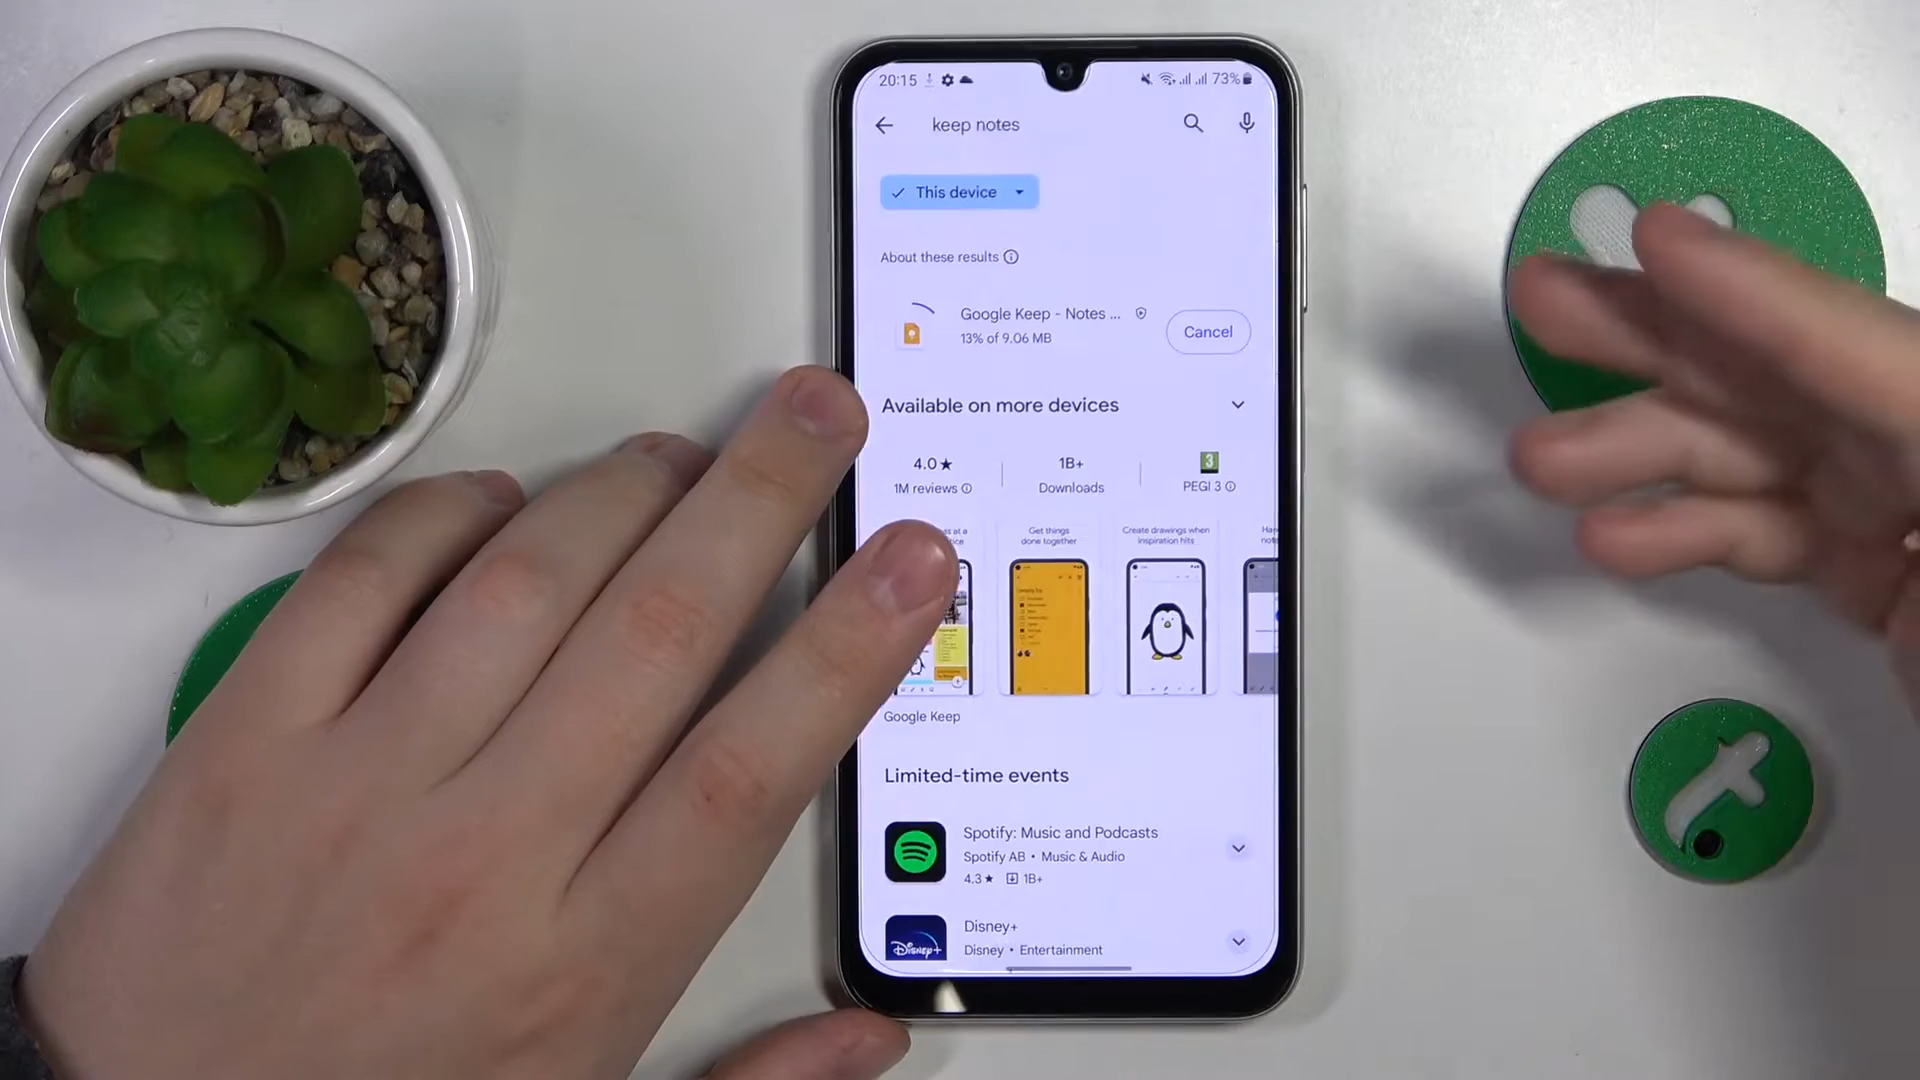 20:15
73%
keep notes
This device
About these results
Google Keep - Notes ...
13% of 9.06 MB
Cancel
Available on more devices
4.0★
1M reviews
1B+
Downloads
3
PEGI 3
Get things
done together
Create drawings when
inspiration hits
Google Keep
Limited-time events
Spotify: Music and Podcasts
Spotify AB • Music & Audio
4.3★ 1B+
Disney+
Disney+
Disney • Entertainment